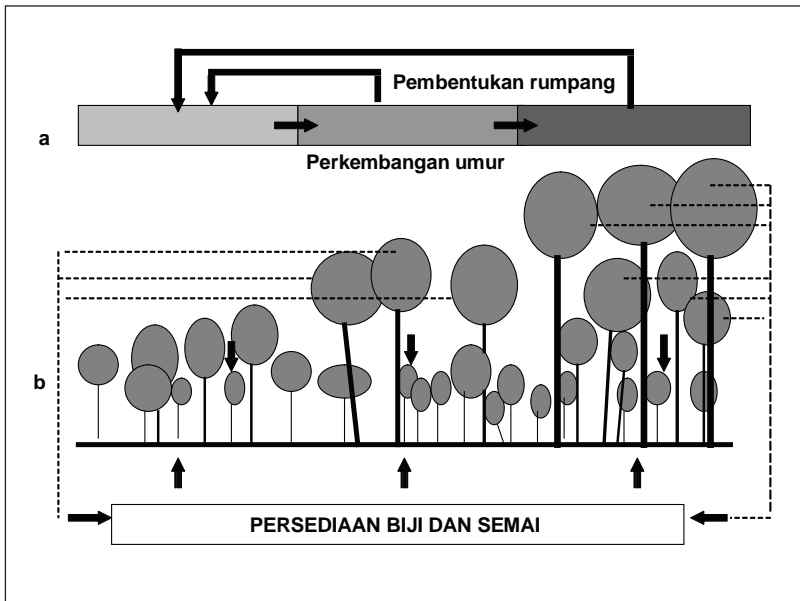 Pembentukan rumpang
a
Perkembangan umur
b
PERSEDIAAN BIJI DAN SEMAI